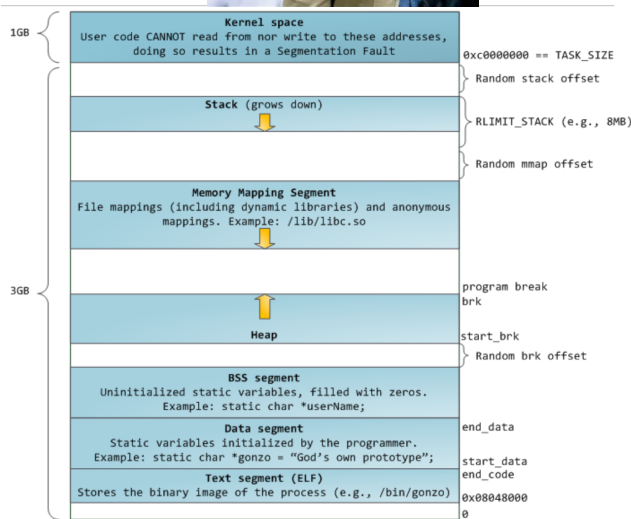 1GB
Kernel space
User code CANNOT read from nor write to these addresses,
doing so results in a Segmentation Fault
0xc0000000 == TASK_SIZE
Random stack offset
Stack (grows down)
RLIMIT_STACK (e.g., 8MB)
Random mmap offset
Memory Mapping Segment
File mappings (including dynamic libraries) and anonymous
mappings. Example: /lib/libc.so
3GB
program break
brk
Heap
start_brk
Random brk offset
BSS segment
Uninitialized static variables, filled with zeros.
Example: static char *userName;
Data segment
end_data
Static variables initialized by the programmer.
Example: static char *gonzo = “God’s own prototype”;
start_data
Text segment (ELF)
end_code
Stores the binary image of the process (e.g., /bin/gonzo)
0x08048000
0